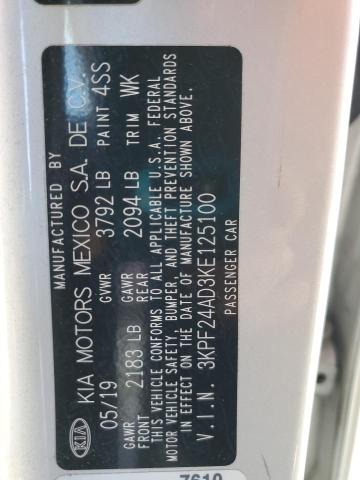 MANUFACTURED BY
KIA KIA MOTORS MEXICO S.A. DE C.V.
05/19 GVWR 3792 LB PAINT 4SS
GAWR FRONT 2183 LB GAWR REAR 2094 LB TRIM WK
THIS VEHICLE CONFORMS TO ALL APPLICABLE U.S.A. FEDERAL
MOTOR VEHICLE SAFETY, BUMPER, AND THEFT PREVENTION STANDARDS
IN EFFECT ON THE DATE OF MANUFACTURE SHOWN ABOVE.
V.I.N. 3KPF24AD3KE125100
PASSENGER CAR